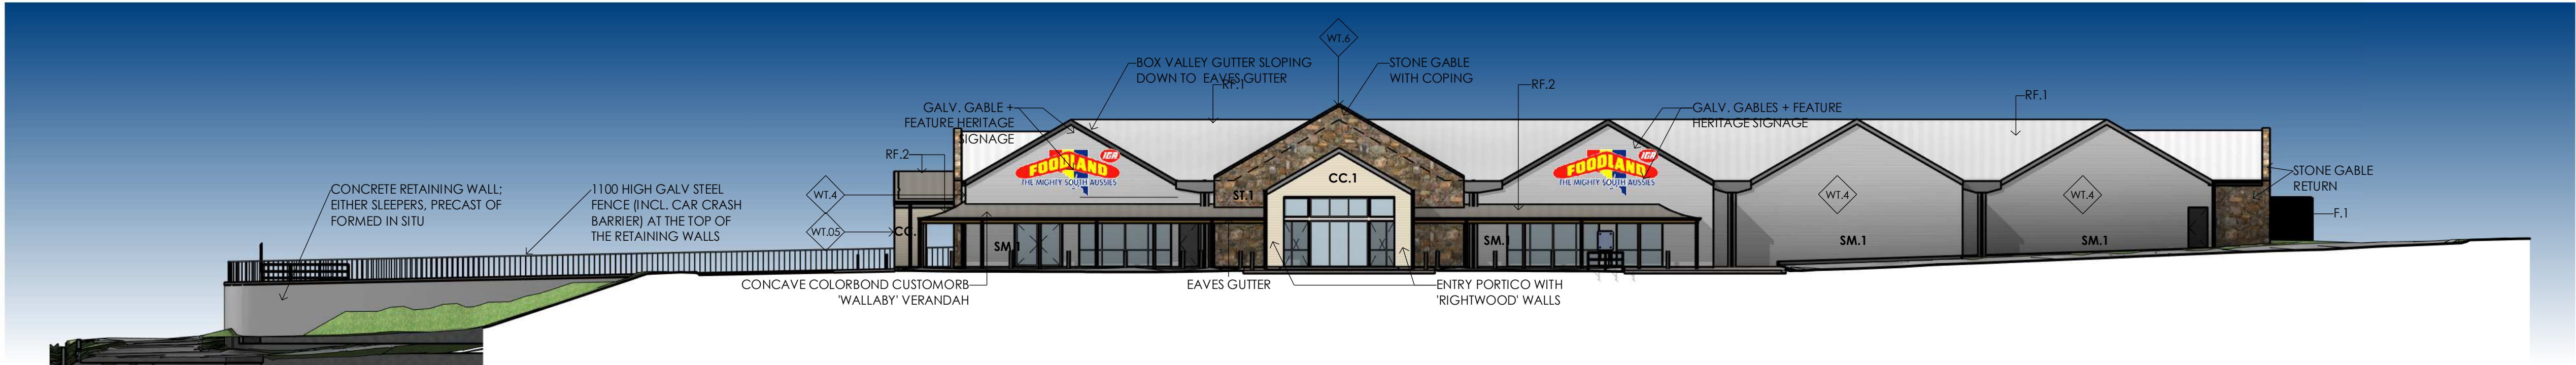 WT.6
BOX VALLEY GUTTER SLOPING
DOWN TO EAVES GUTTER
RF.1
STONE GABLE
WITH COPING
RF.2
RF.1
GALV. GABLE +
FEATURE HERITAGE
SIGNAGE
GALV. GABLES + FEATURE
HERITAGE SIGNAGE
RF.2
IGA
FOODLAND
THE MIGHTY SOUTH AUSSIES
IGA
FOODLAND
THE MIGHTY SOUTH AUSSIES
CONCRETE RETAINING WALL;
EITHER SLEEPERS, PRECAST OF
FORMED IN SITU
1100 HIGH GALV STEEL
FENCE (INCL. CAR CRASH
BARRIER) AT THE TOP OF
THE RETAINING WALLS
WT.4
WT.05
CC.
SM.1
ST.1
CC.1
SM.1
WT.4
SM.1
WT.4
SM.1
STONE GABLE
RETURN
F.1
CONCAVE COLORBOND CUSTOMORB
'WALLABY' VERANDAH
EAVES GUTTER
ENTRY PORTICO WITH
'RIGHTWOOD' WALLS